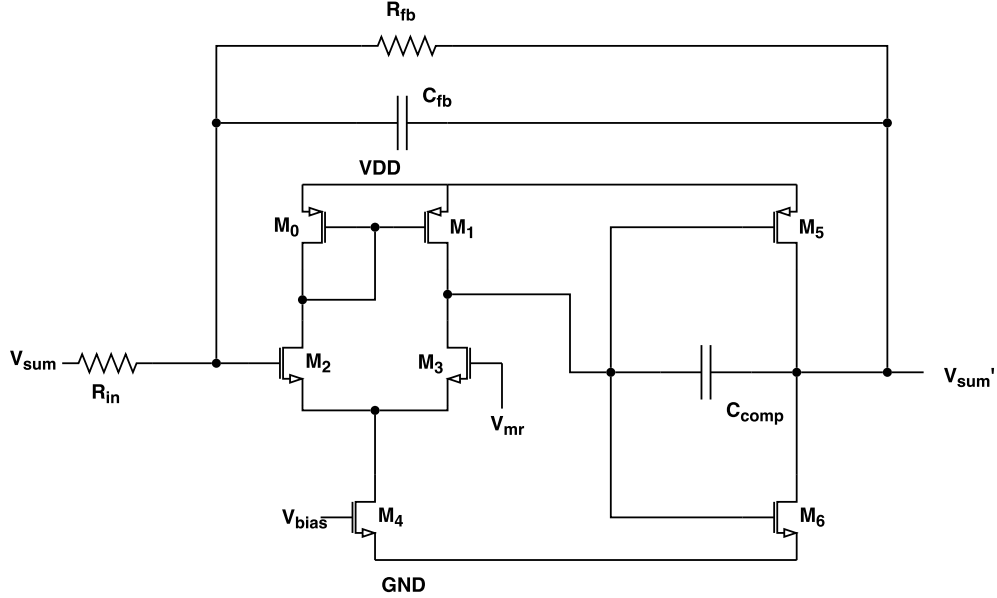 Rfb
Cfb
VDD
M0
M1
M5
Vsum
Rin
M2
M3
Vmr
Ccomp
Vsum'
Vbias
M4
M6
GND